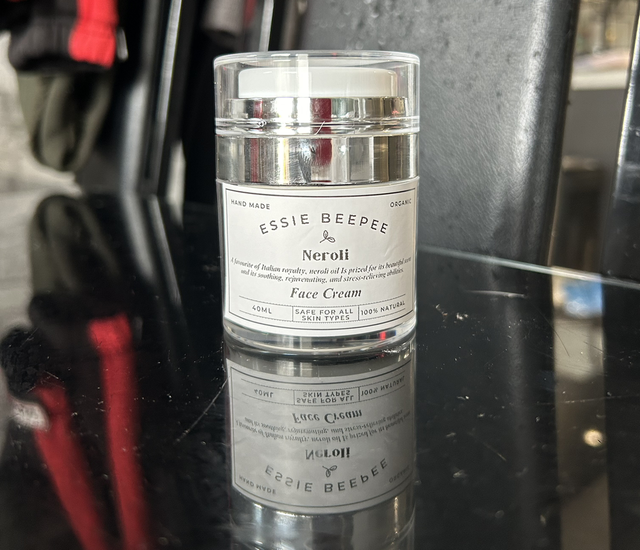 HAND MADE ORGANIC
ESSIE BEEPEE
Neroli
A favourite of Italian royalty, neroli oil Is prized for its beautiful
and its soothing, rejuvenating, and stress-relieving abilities.
Face Cream
40ML SAFE FOR ALL SKIN TYPES 100% NATURAL